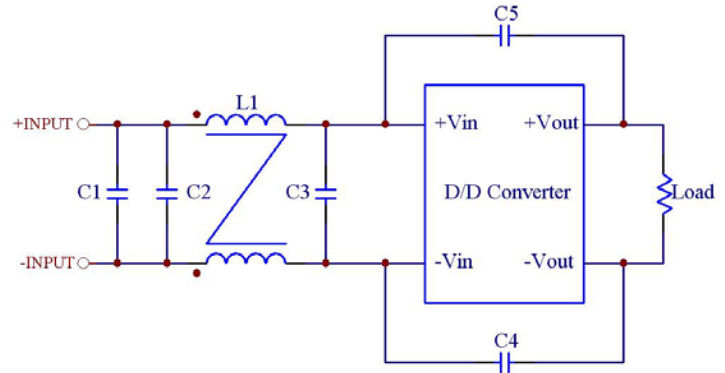 C5
L1
+INPUT
+Vin
+Vout
C1
C2
C3
D/D Converter
Load
-INPUT
-Vin
-Vout
C4